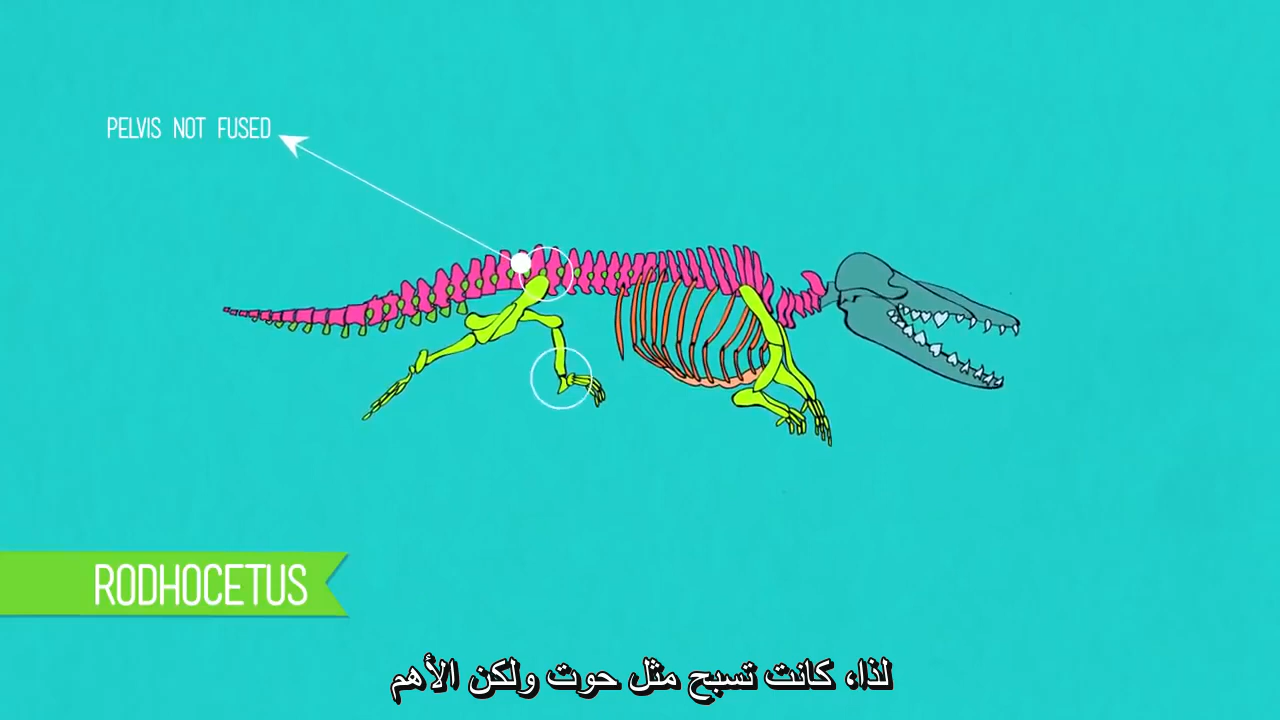 PELVIS NOT FUSED
RODHOCETUS
لذا، كانت تسبح مثل حوت ولكن الأهم